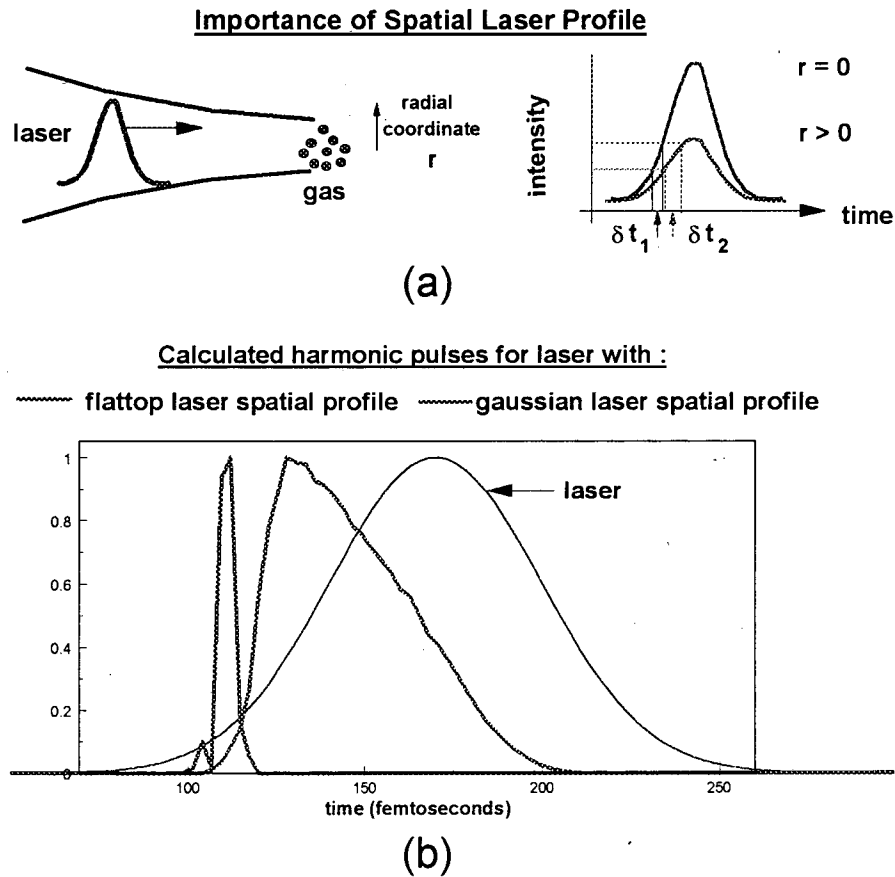 Importance of Spatial Laser Profile
laser
gas
radial
coordinate
r
intensity
r = 0
r > 0
time
δ t1
δ t2
(a)
Calculated harmonic pulses for laser with :
flattop laser spatial profile
gaussian laser spatial profile
laser
1
0.8
0.6
0.4
0.2
0
100
150
200
250
time (femtoseconds)
(b)